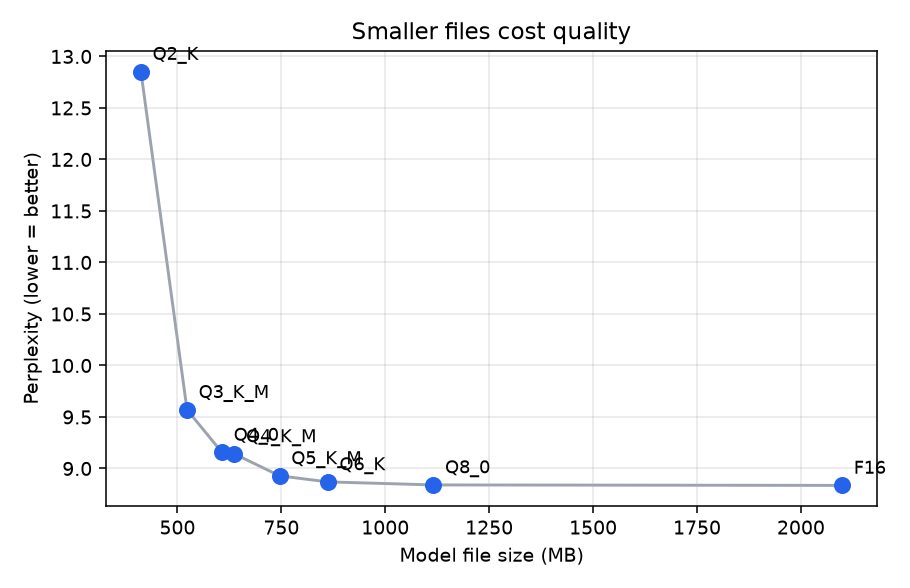 Smaller files cost quality
Perplexity (lower = better)
13.0
12.5
12.0
11.5
11.0
10.5
10.0
9.5
9.0
Q2_K
Q3_K_M
Q4_0
Q4_K_M
Q5_K_M
Q6_K
Q8_0
F16
500
750
1000
1250
1500
1750
2000
Model file size (MB)